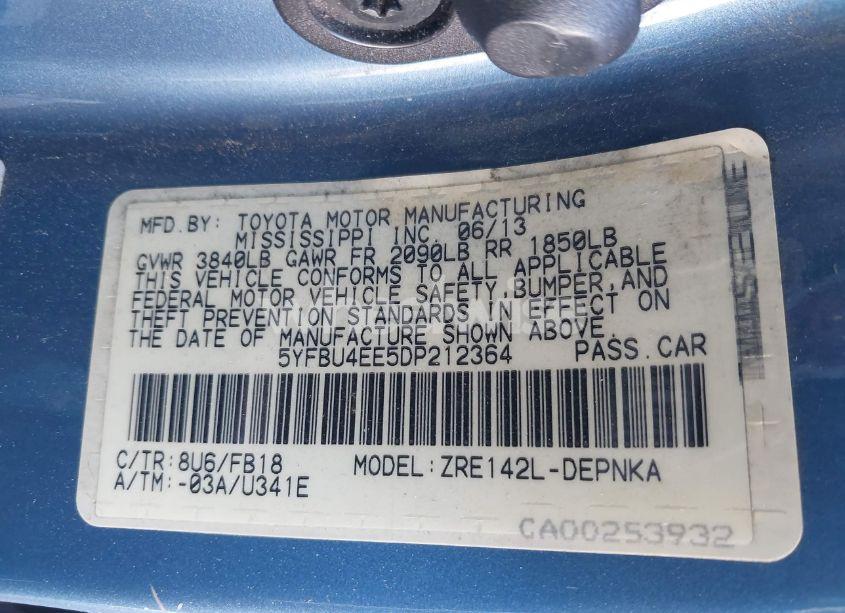 MFD.BY: TOYOTA MOTOR MANUFACTURING
MISSISSIPPI INC. 06/13
GVWR 3840LB GAWR FR 2090LB RR 1850LB
THIS VEHICLE CONFORMS TO ALL APPLICABLE
FEDERAL MOTOR VEHICLE SAFETY,BUMPER,AND
THEFT PREVENTION STANDARDS IN EFFECT ON
THE DATE OF MANUFACTURE SHOWN ABOVE.
5YFBU4EE5DP212364 PASS.CAR
C/TR:8U6/FB18 MODEL:ZRE142L-DEPNKA
A/TM:-03A/U341E
CA00253932